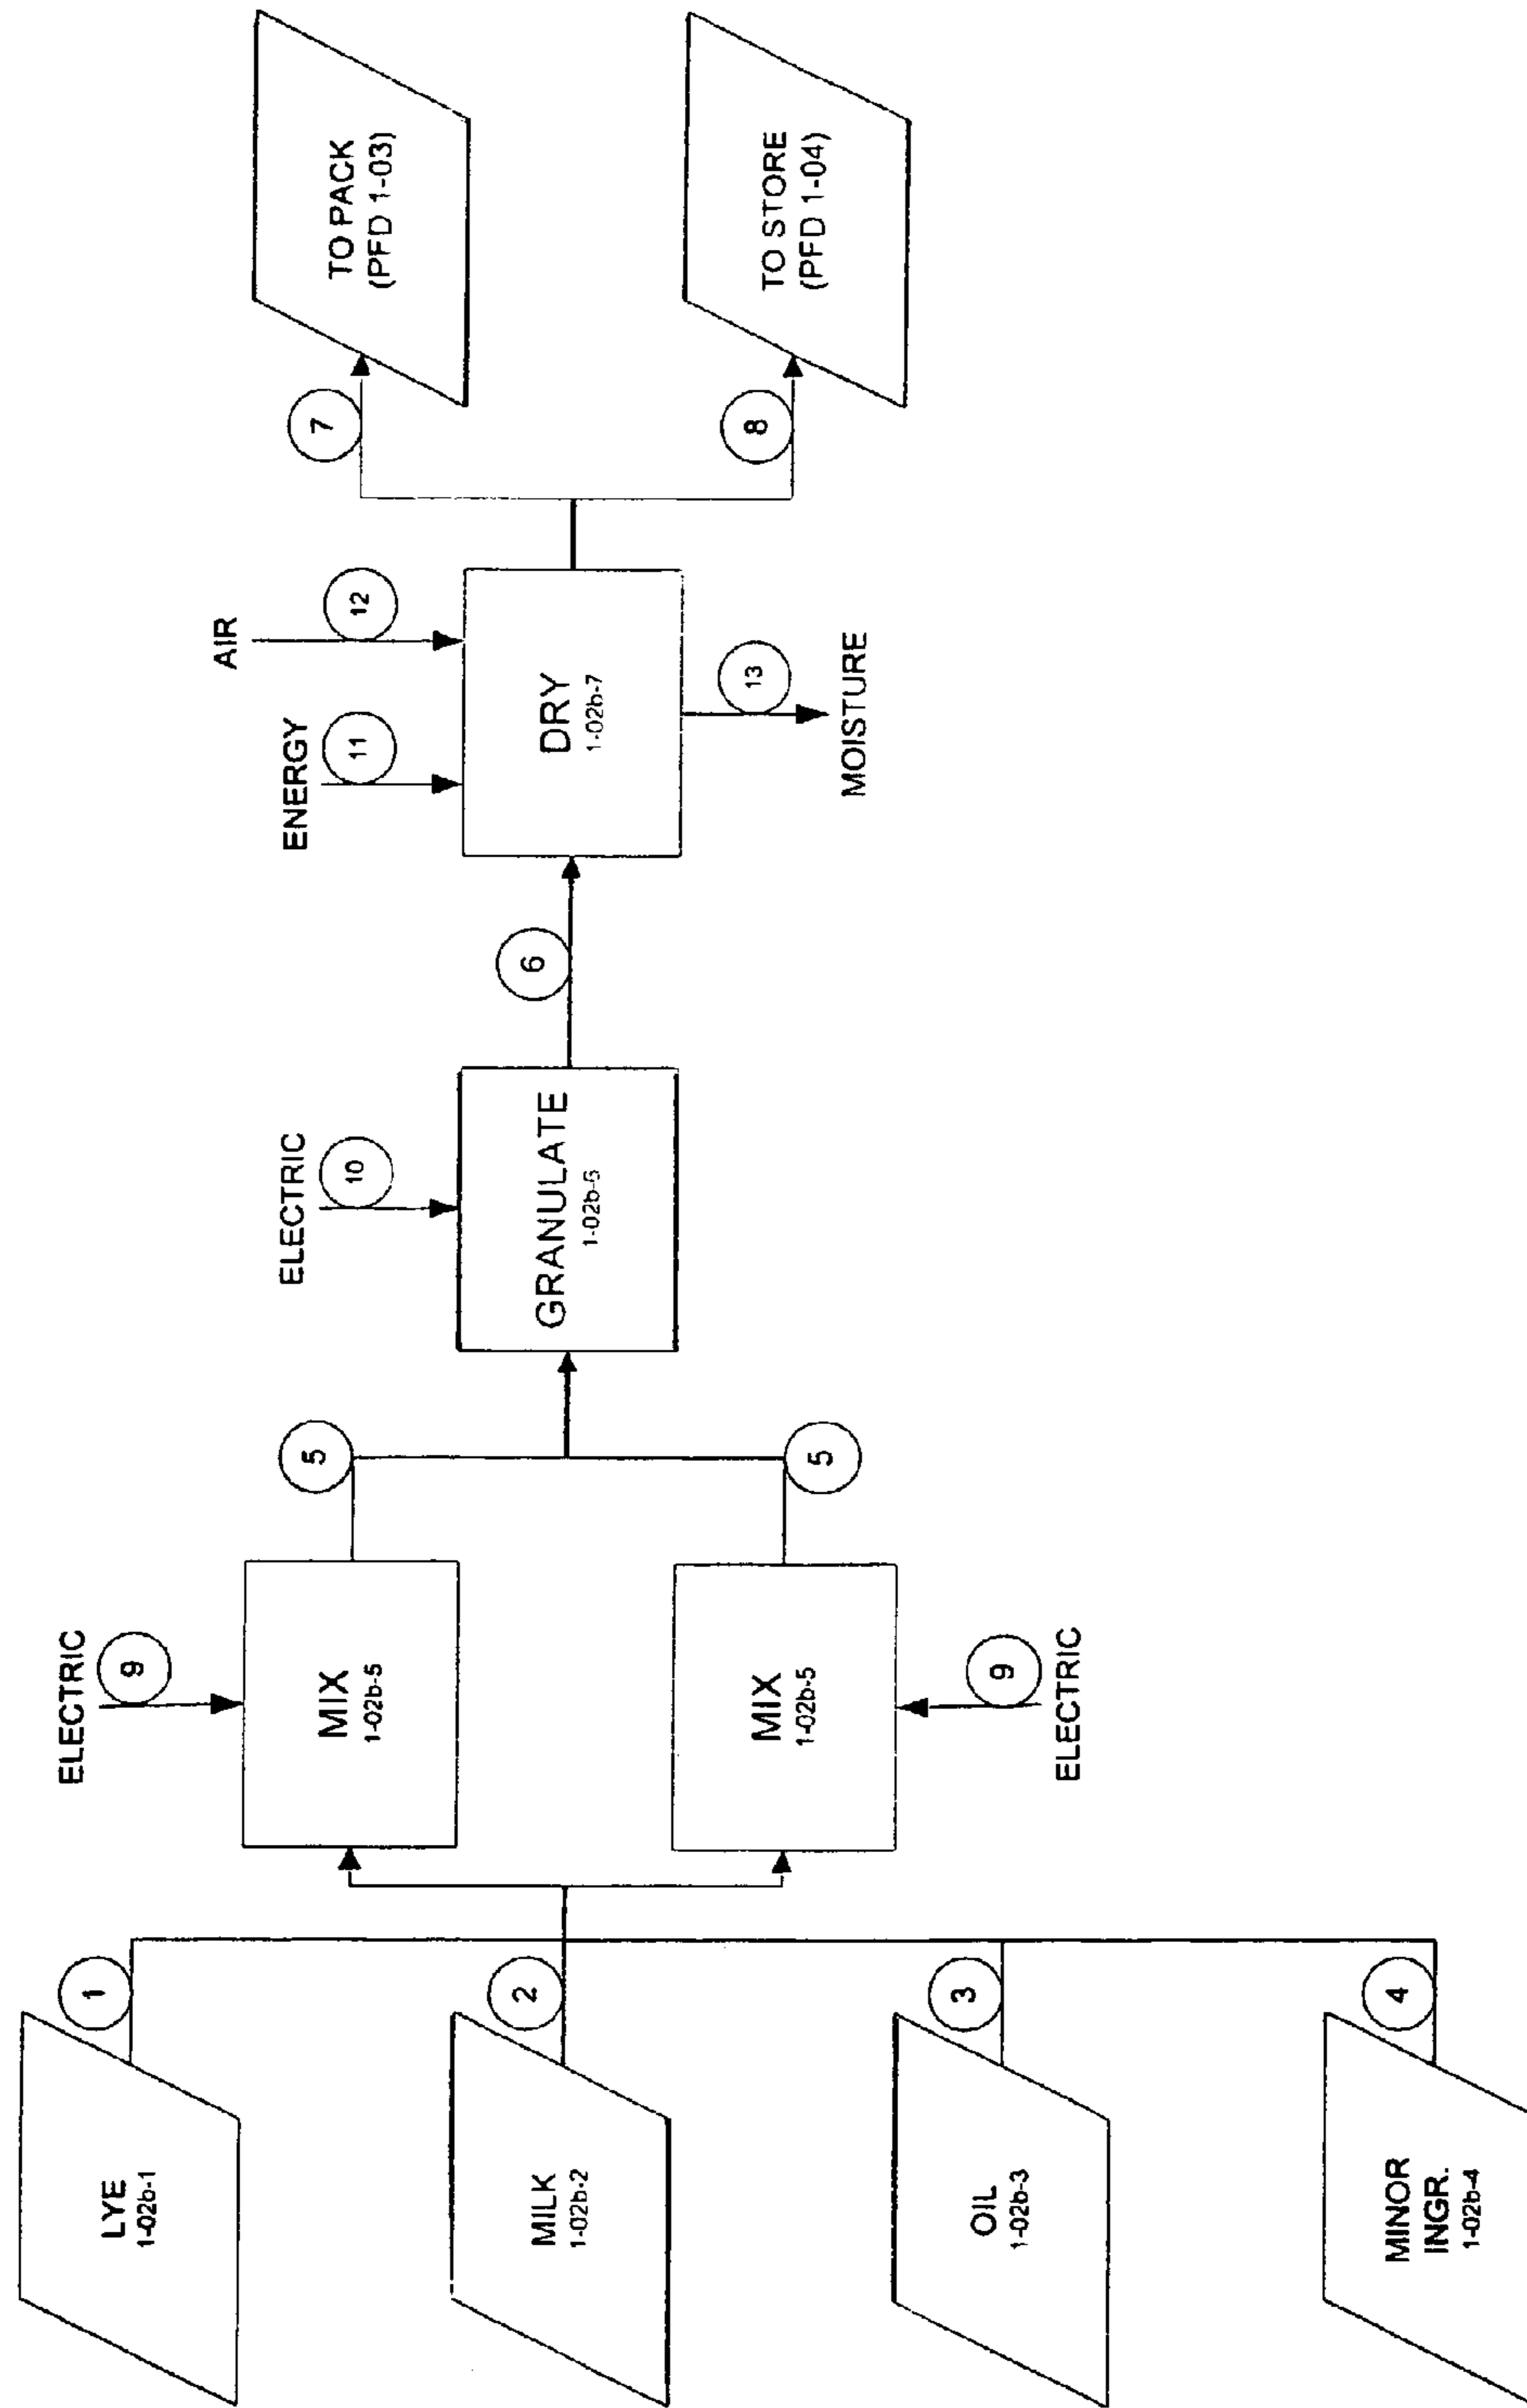 LYE
1-02b-1
1
MILK
1-02b-2
2
OIL
1-02b-3
3
MINOR
INGR.
1-02b-4
4
ELECTRIC
9
MIX
1-02b-5
5
MIX
1-02b-5
5
9
ELECTRIC
ELECTRIC
10
GRANULATE
1-02b-6
6
ENERGY
11
AIR
12
DRY
1-02b-7
13
MOISTURE
7
TO PACK
(PFD 1-03)
8
TO STORE
(PFD 1-04)